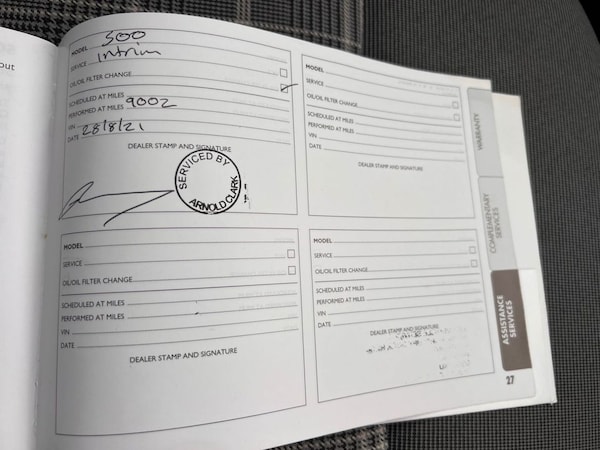 out
MODEL 500
SERVICE Intrim
OIL/OIL FILTER CHANGE
SCHEDULED AT MILES
PERFORMED AT MILES 9002
VIN
DATE 28/8/21
DEALER STAMP AND SIGNATURE
SERVICED BY
ARNOLD CLARK
MODEL
SERVICE
OIL/OIL FILTER CHANGE
SCHEDULED AT MILES
PERFORMED AT MILES
VIN
DATE
DEALER STAMP AND SIGNATURE
MODEL
SERVICE
OIL/OIL FILTER CHANGE
SCHEDULED AT MILES
PERFORMED AT MILES
VIN
DATE
DEALER STAMP AND SIGNATURE
MODEL
SERVICE
OIL/OIL FILTER CHANGE
SCHEDULED AT MILES
PERFORMED AT MILES
VIN
DATE
DEALER STAMP AND SIGNATURE
WARRANTY
COMPLEMENTARY
SERVICES
ASSISTANCE
SERVICES
27